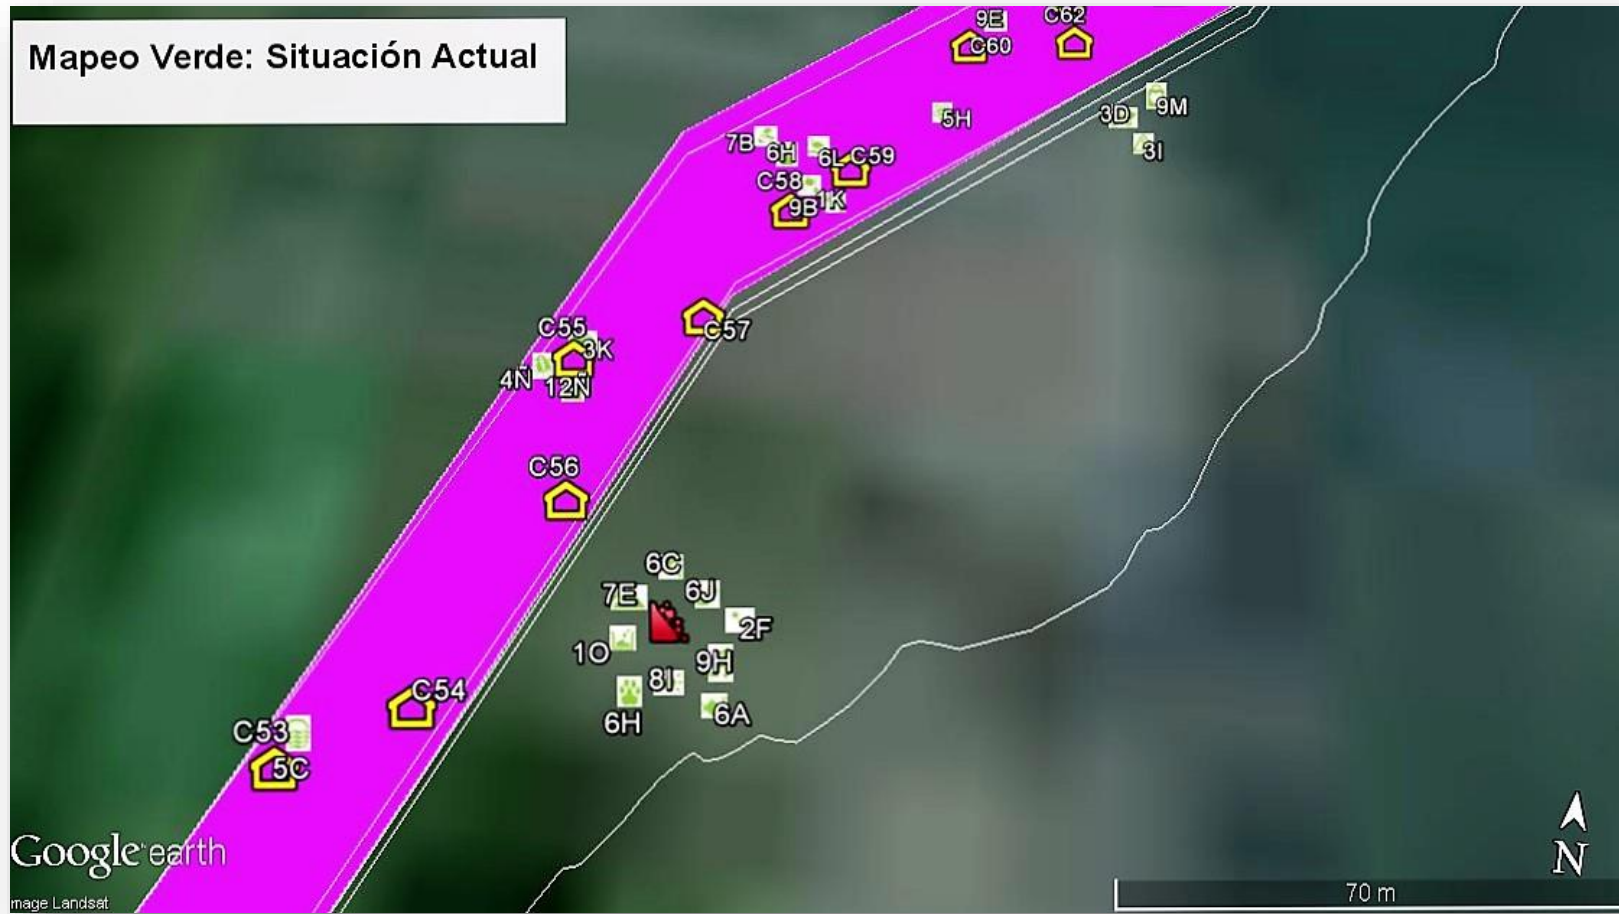 Mapeo Verde: Situación Actual
9E
C62
C60
9M
3D
5H
3I
7B
6H
6L
C59
C58
9B
1K
C57
C55
3K
4Ñ
12Ñ
C56
6C
7E
6J
2F
1O
9H
8I
6H
6A
C54
C53
5C
Google earth
mage Landsat
N
70 m